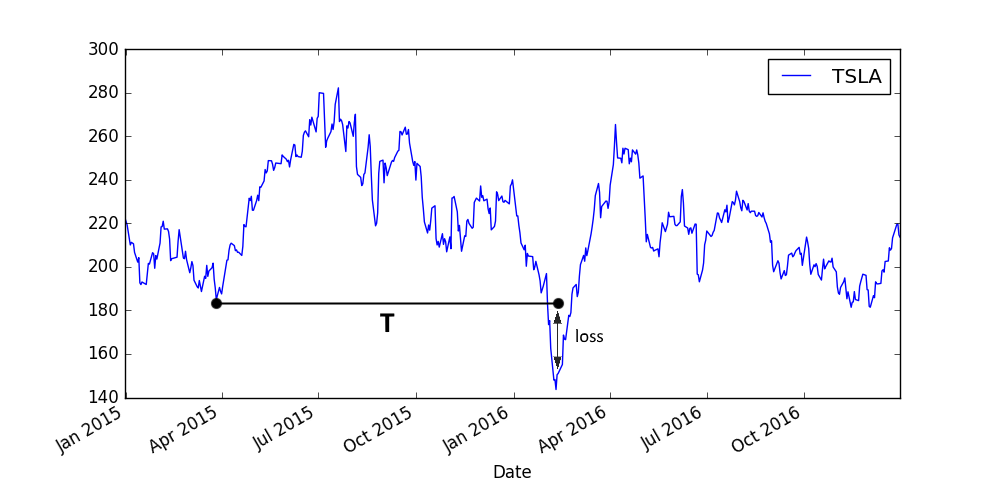 300
280
260
240
220
200
180
160
140
TSLA
T
loss
Jan 2015
Apr 2015
Jul 2015
Oct 2015
Jan 2016
Apr 2016
Jul 2016
Oct 2016
Date